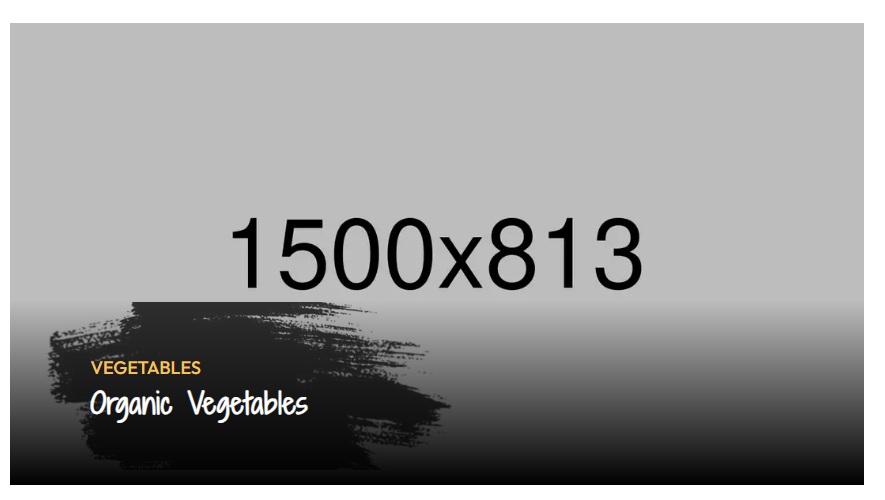 1500x813
VEGETABLES
Organic Vegetables